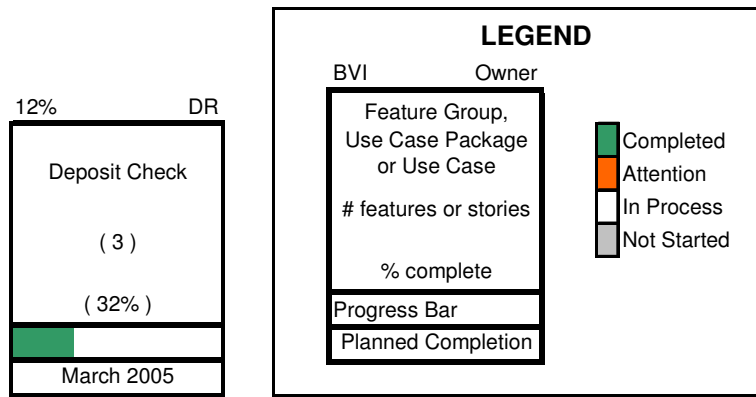 12% DR
Deposit Check
( 3 )
( 32% )
March 2005
LEGEND
BVI Owner
Feature Group,
Use Case Package
or Use Case
# features or stories
% complete
Progress Bar
Planned Completion
Completed
Attention
In Process
Not Started